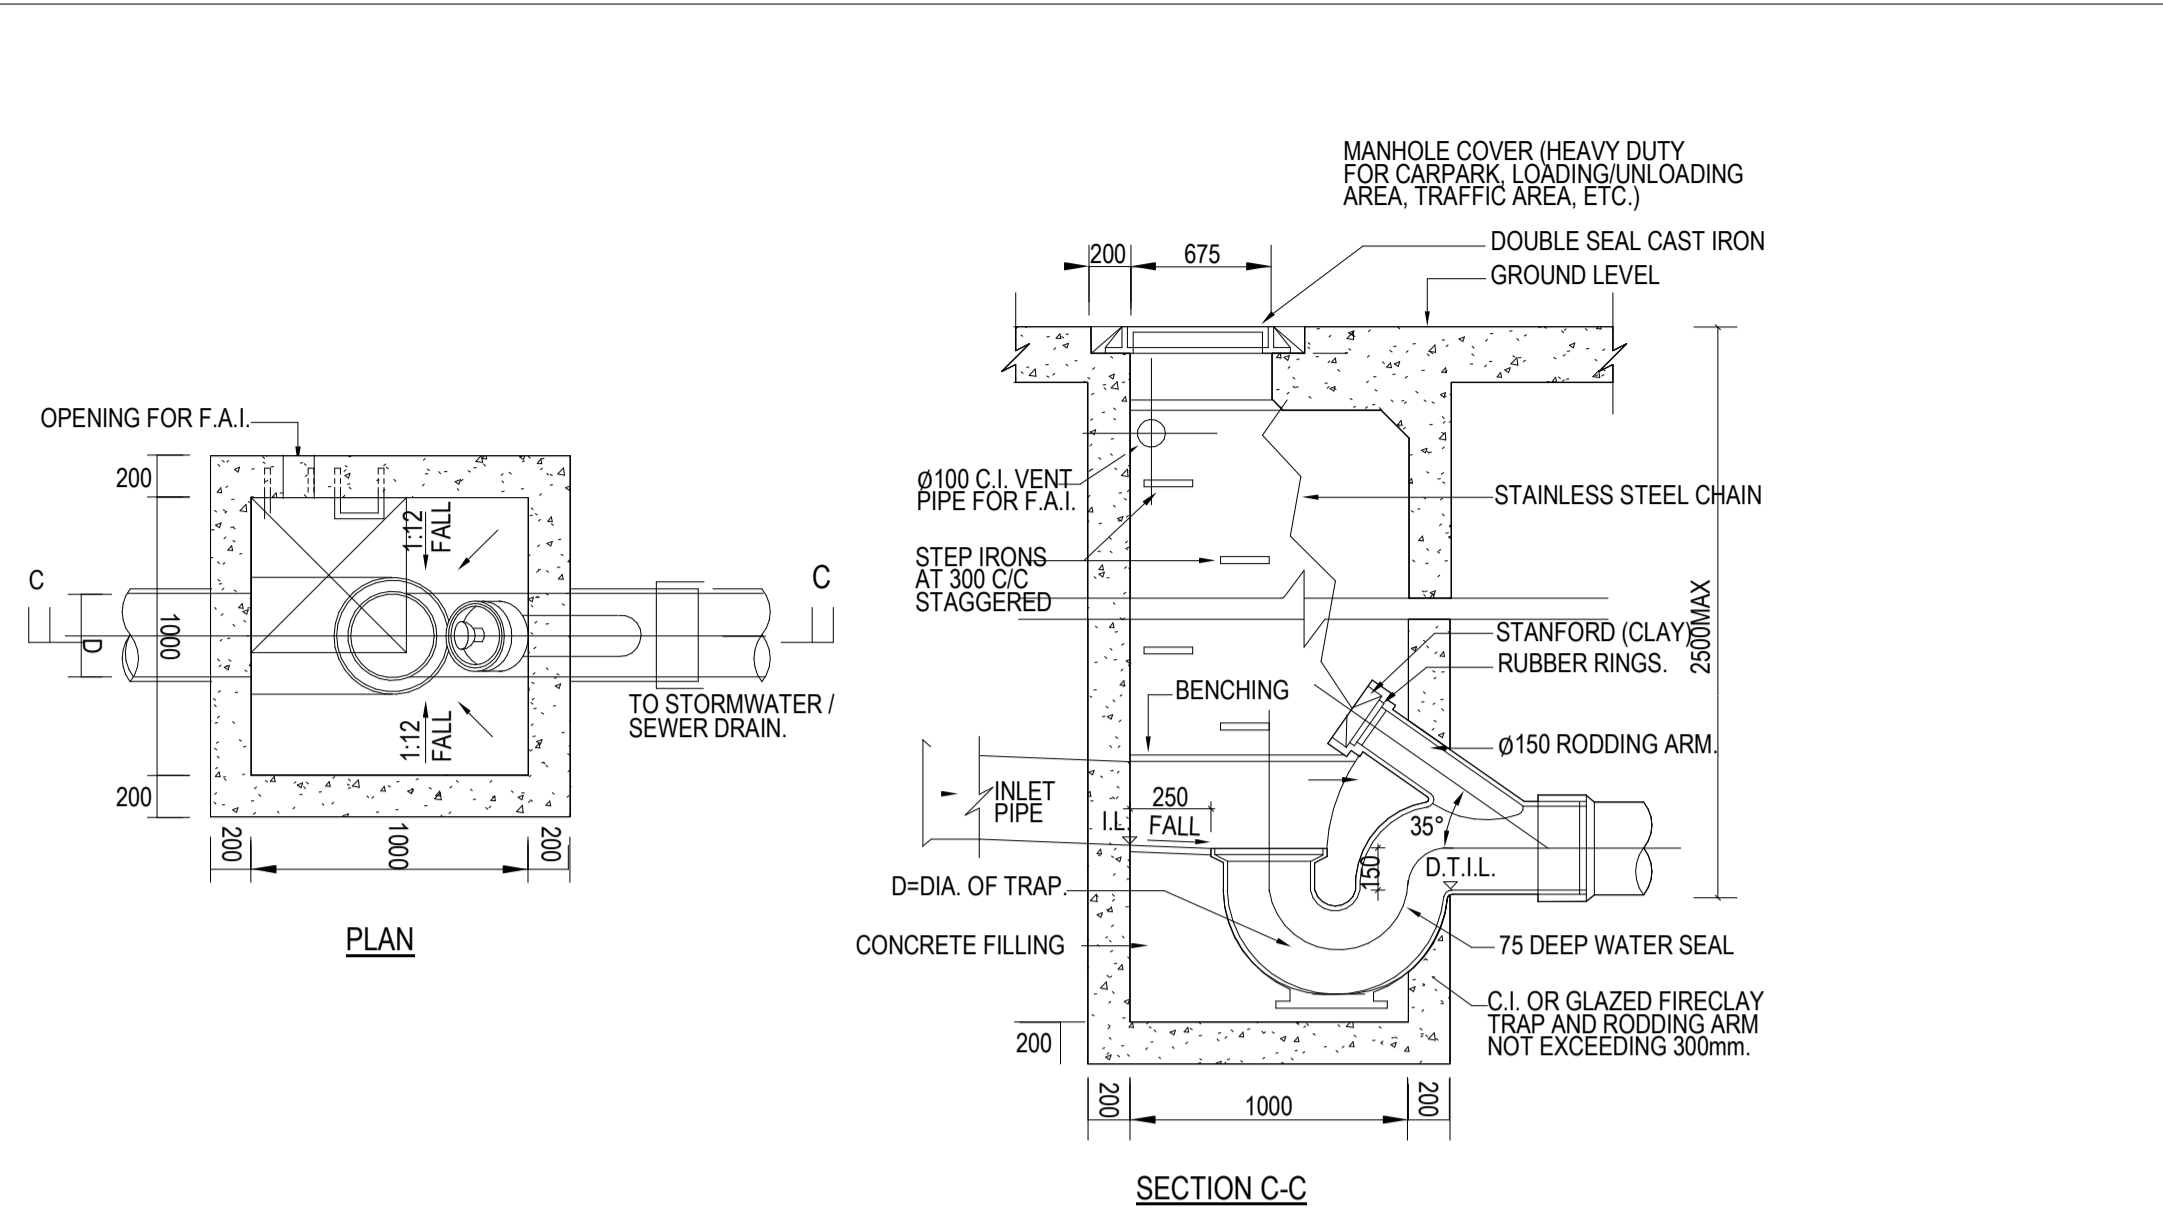 OPENING FOR F.A.I.
200
1:12
FALL
C
C
D
1000
1:12
FALL
TO STORMWATER /
SEWER DRAIN.
200
200
1000
200
PLAN
MANHOLE COVER (HEAVY DUTY
FOR CARPARK, LOADING/UNLOADING
AREA, TRAFFIC AREA, ETC.)
200
675
DOUBLE SEAL CAST IRON
GROUND LEVEL
Ø100 C.I. VENT
PIPE FOR F.A.I.
STAINLESS STEEL CHAIN
STEP IRONS
AT 300 C/C
STAGGERED
2500MAX
STANFORD (CLAY)
RUBBER RINGS.
BENCHING
Ø150 RODDING ARM.
INLET
PIPE
250
I.L.
FALL
35°
150
D.T.I.L.
D=DIA. OF TRAP.
CONCRETE FILLING
75 DEEP WATER SEAL
C.I. OR GLAZED FIRECLAY
TRAP AND RODDING ARM
NOT EXCEEDING 300mm.
200
200
1000
200
SECTION C-C